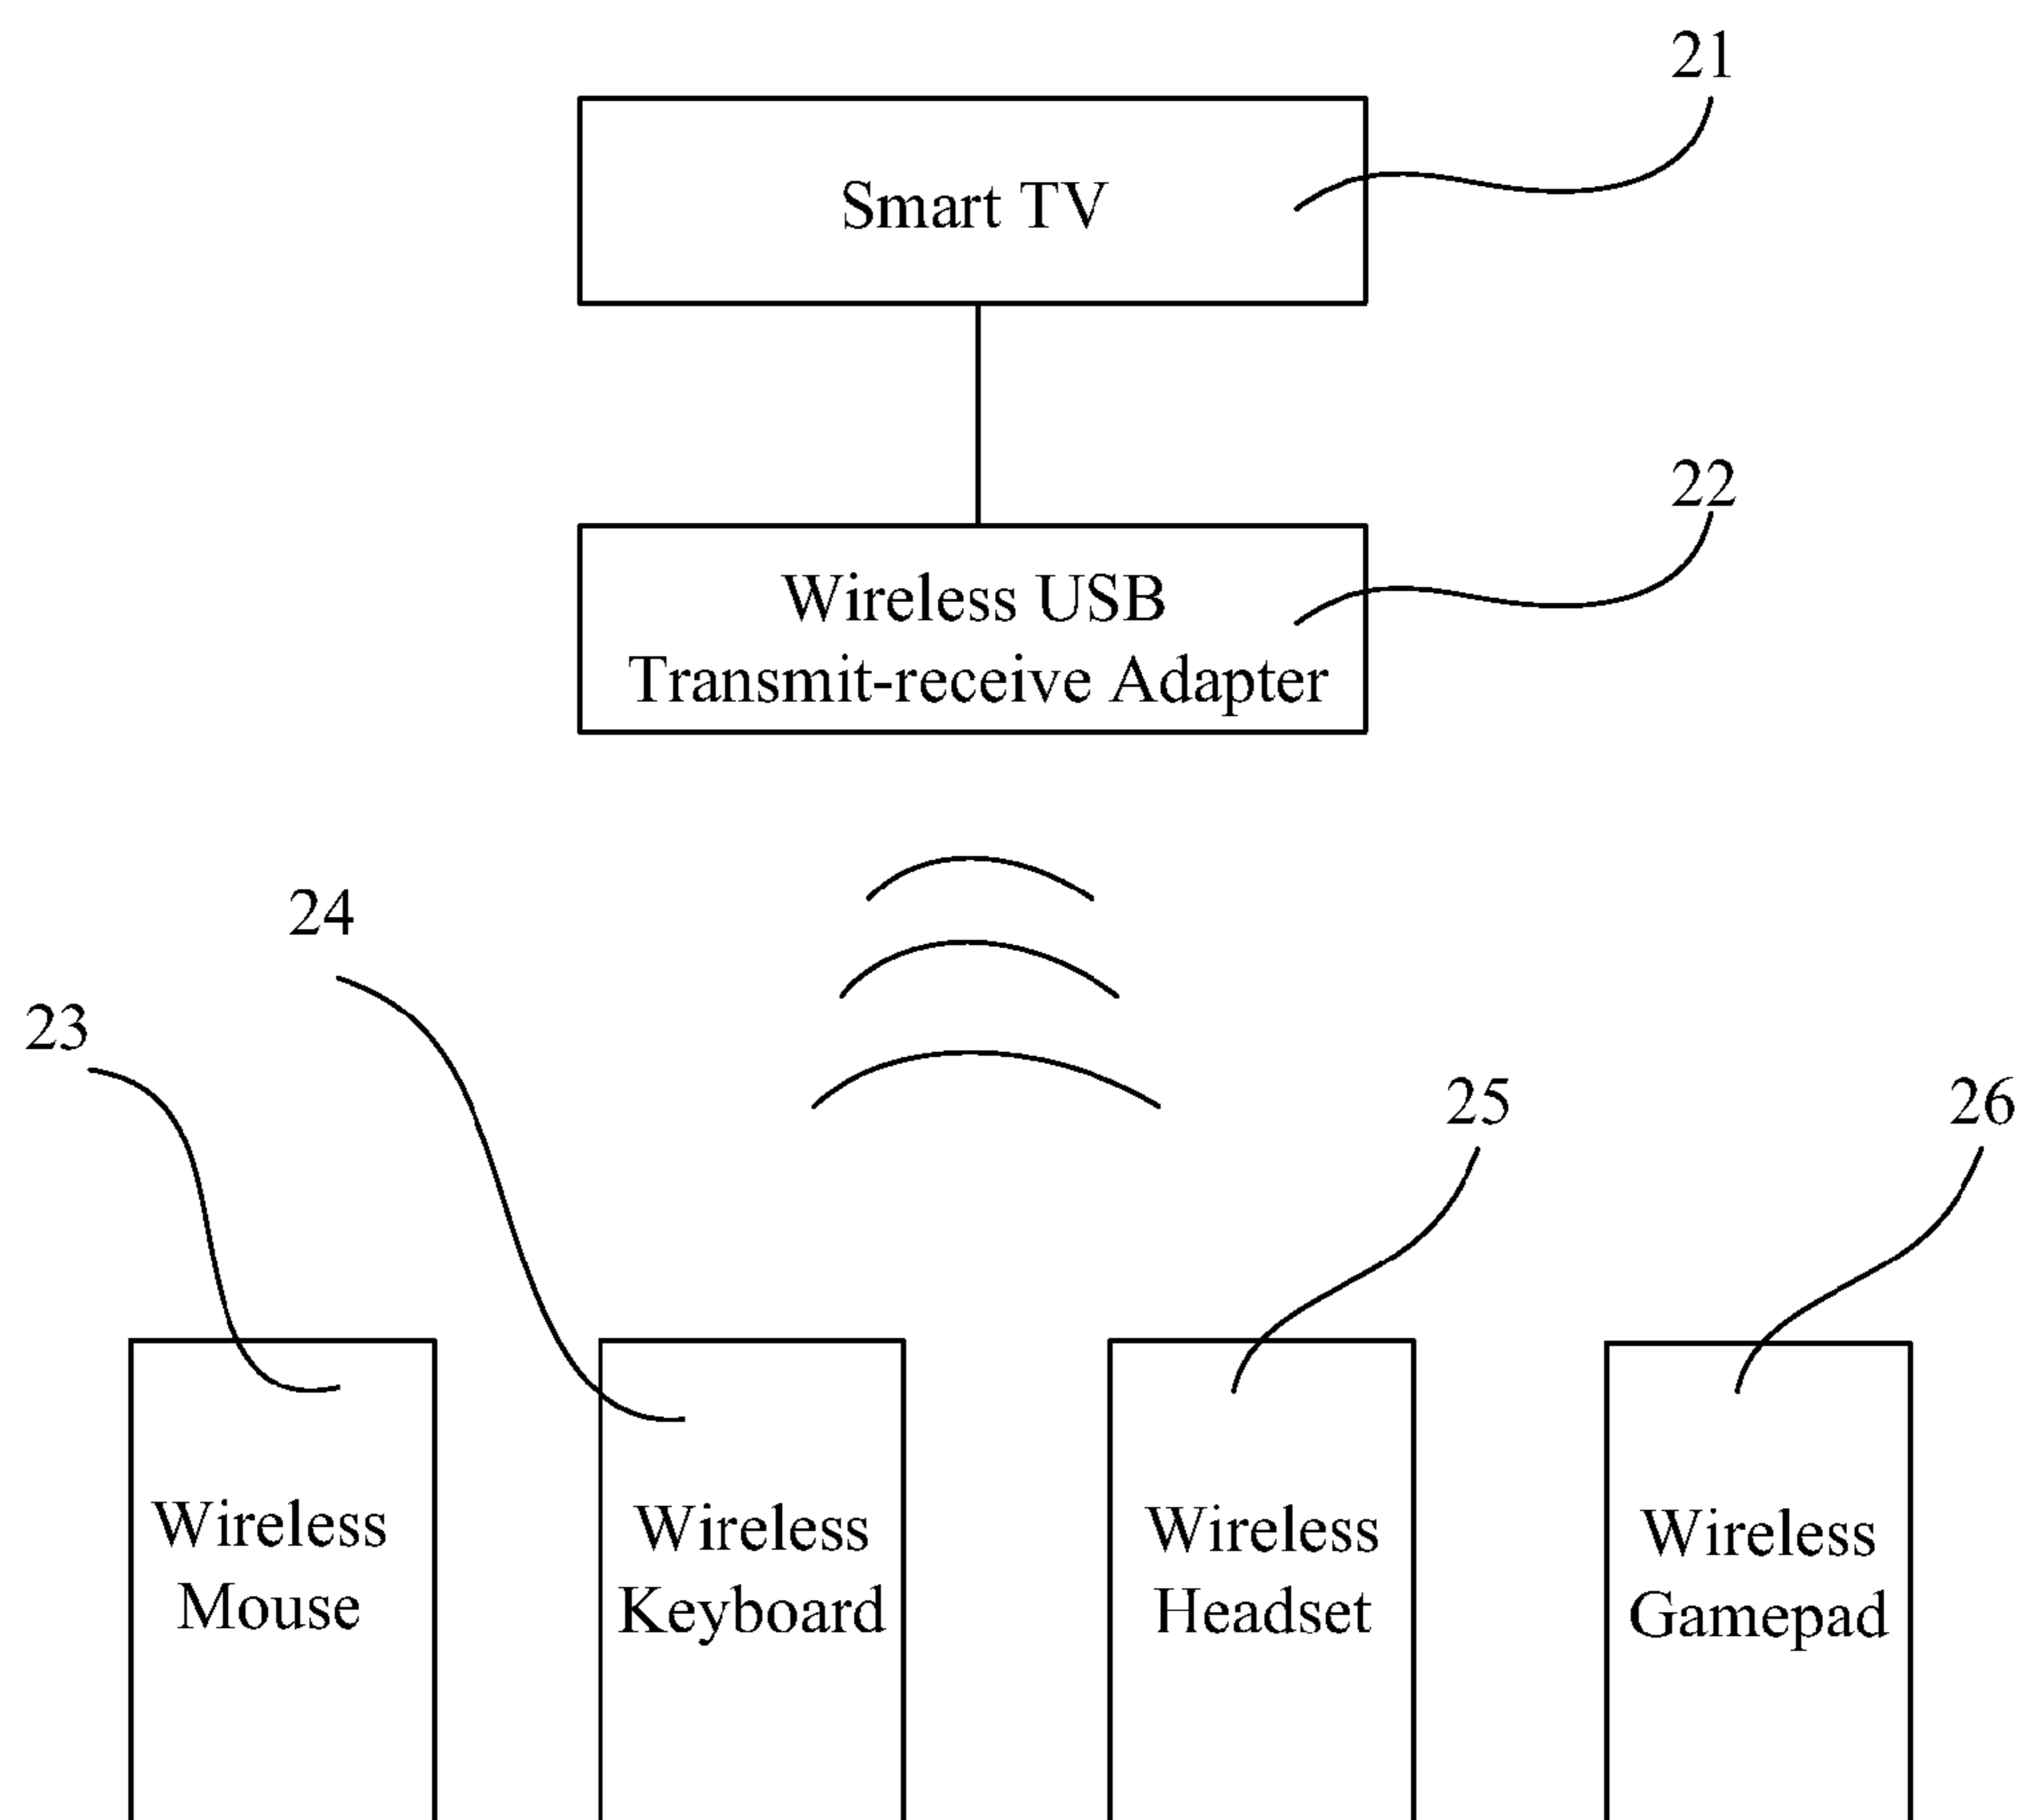 21
Smart TV
22
Wireless USB
Transmit-receive Adapter
24
23
25
26
Wireless
Mouse
Wireless
Keyboard
Wireless
Headset
Wireless
Gamepad